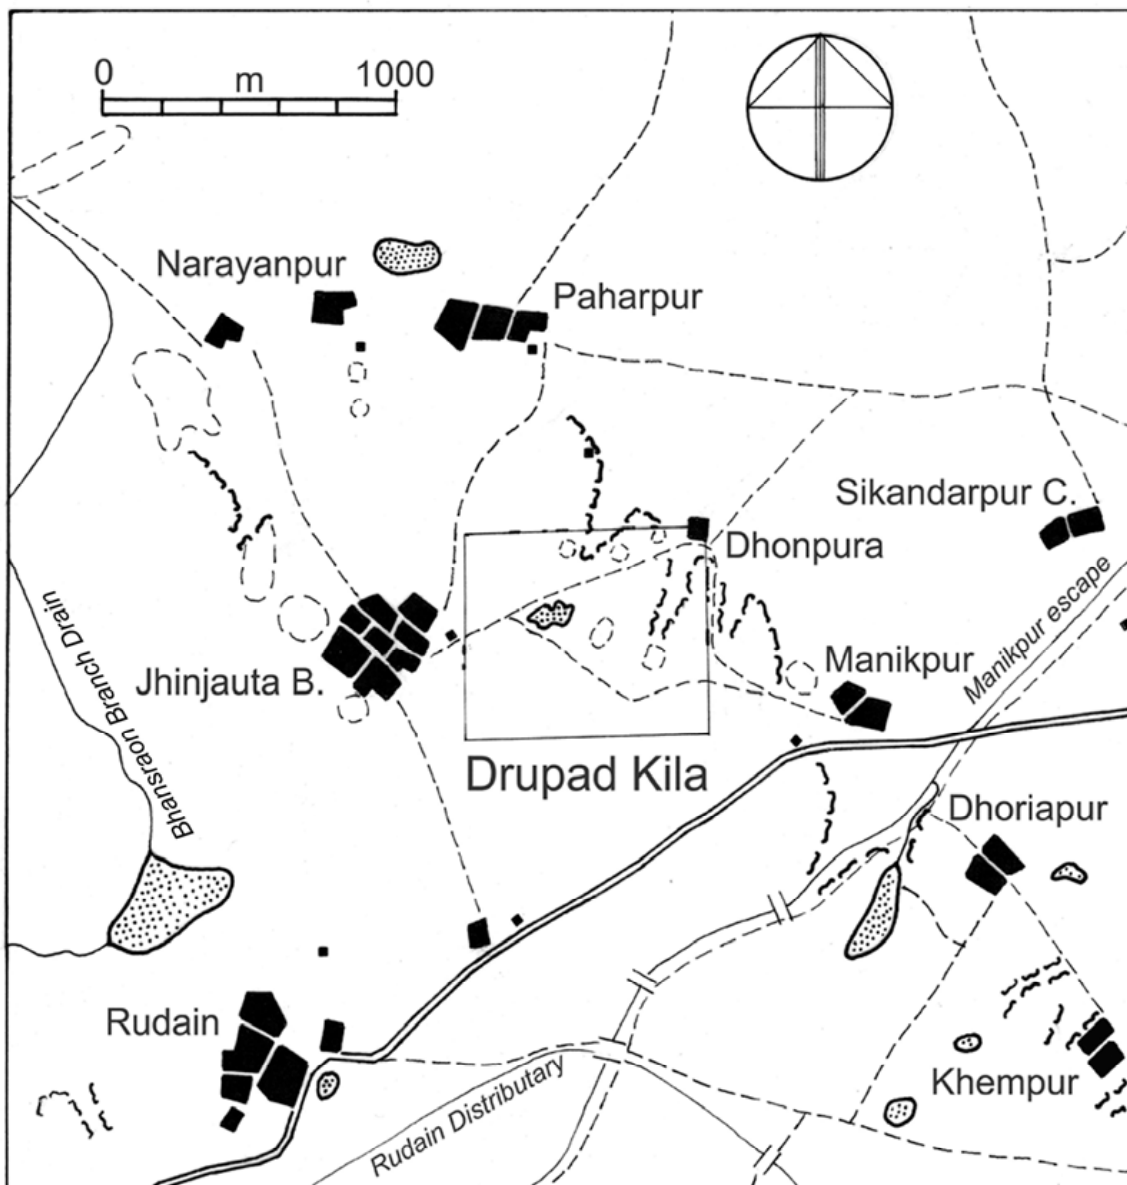 0 m 1000
Narayanpur
Paharpur
Sikandarpur C.
Dhonpura
Manikpur escape
Bhansraon Branch Drain
Jhinjauta B.
Manikpur
Drupad Kila
Dhoriapur
Rudain
Khempur
Rudain Distributary